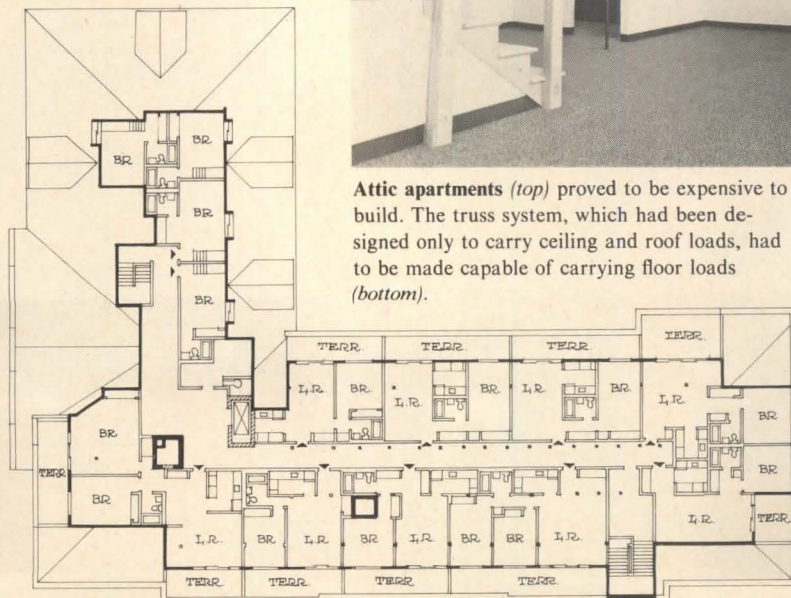 Attic apartments (top) proved to be expensive to
build. The truss system, which had been de-
signed only to carry ceiling and roof loads, had
to be made capable of carrying floor loads
(bottom).
BR
BR
BR
BR
TERR.
TERR.
TERR.
TERR.
L.R.
BR
L.R.
BR
L.R.
BR
L.R.
BR
BR
BR
TERR
BR
L.R.
TERR
L.R.
BR
L.R.
BR
L.R.
BR
BR
L.R.
TERR.
TERR.
TERR.
TERR.